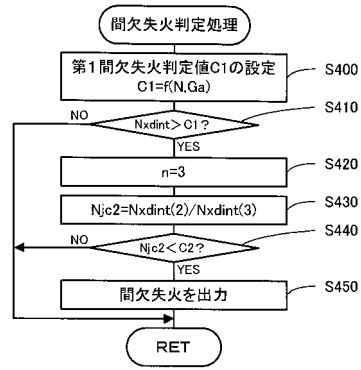 間欠失火判定処理
第1間欠失火判定値C1の設定
C1=f(N,Ga)
S400
Nxdint>C1?
S410
NO
YES
n=3
S420
Njc2=Nxdint(2)/Nxdint(3)
S430
Njc2<C2?
S440
NO
YES
間欠失火を出力
S450
RET